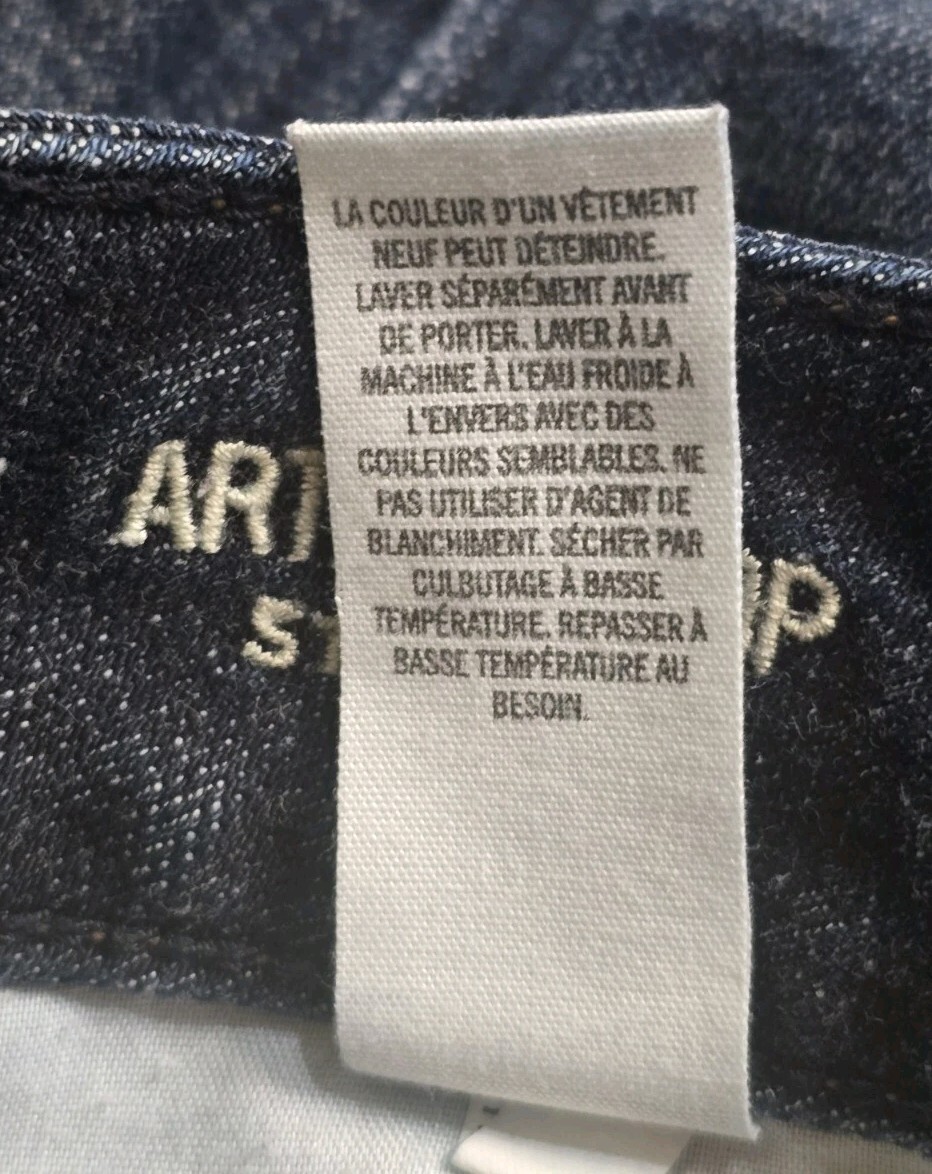 LA COULEUR D'UN VÊTEMENT
NEUF PEUT DÉTEINDRE.
LAVER SÉPARÉMENT AVANT
DE PORTER. LAVER À LA
MACHINE À L'EAU FROIDE À
L'ENVERS AVEC DES
COULEURS SEMBLABLES. NE
PAS UTILISER D'AGENT DE
BLANCHIMENT. SÉCHER PAR
CULBUTAGE À BASSE
TEMPÉRATURE. REPASSER À
BASSE TEMPÉRATURE AU
BESOIN.